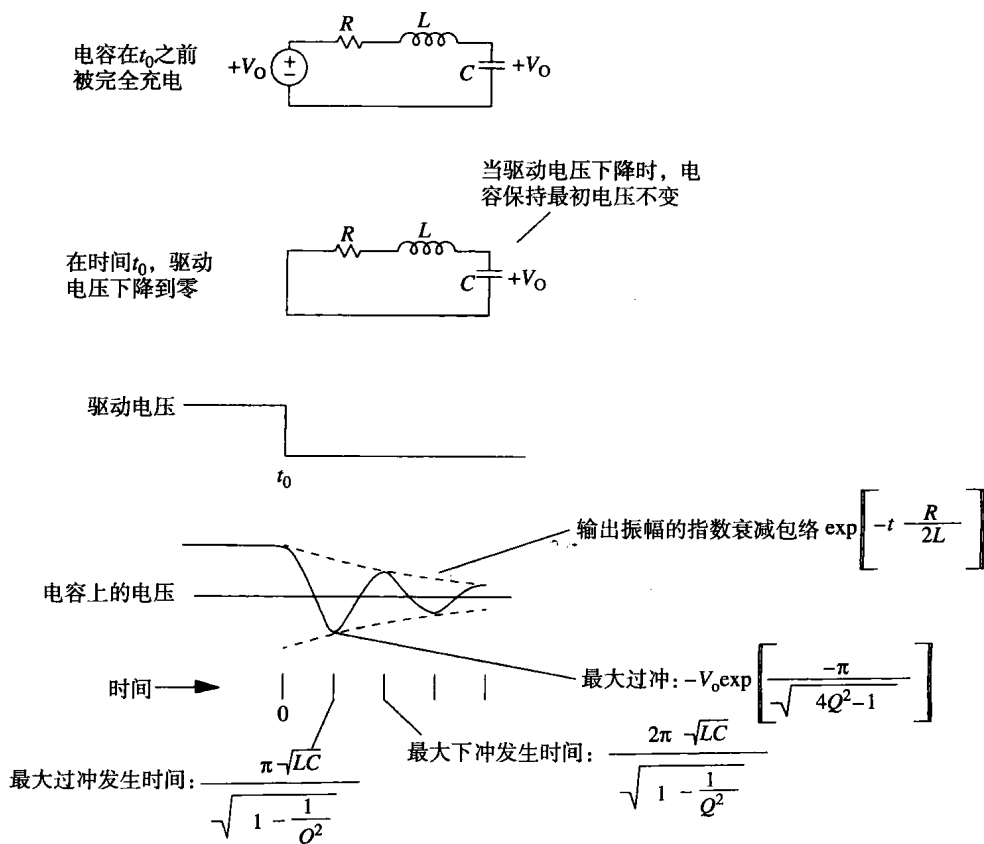 R
L
电容在t₀之前
被完全充电
+V_O
+
−
C
+V_O
当驱动电压下降时，电
容保持最初电压不变
R
L
在时间t₀，驱动
电压下降到零
C
+V_O
驱动电压
t₀
输出振幅的指数衰减包络 exp[-t R/2L]
电容上的电压
最大过冲: -V_o exp[-π/√(4Q²-1)]
时间
0
最大过冲发生时间: π√(LC)/√(1-1/Q²)
最大下冲发生时间: 2π√(LC)/√(1-1/Q²)